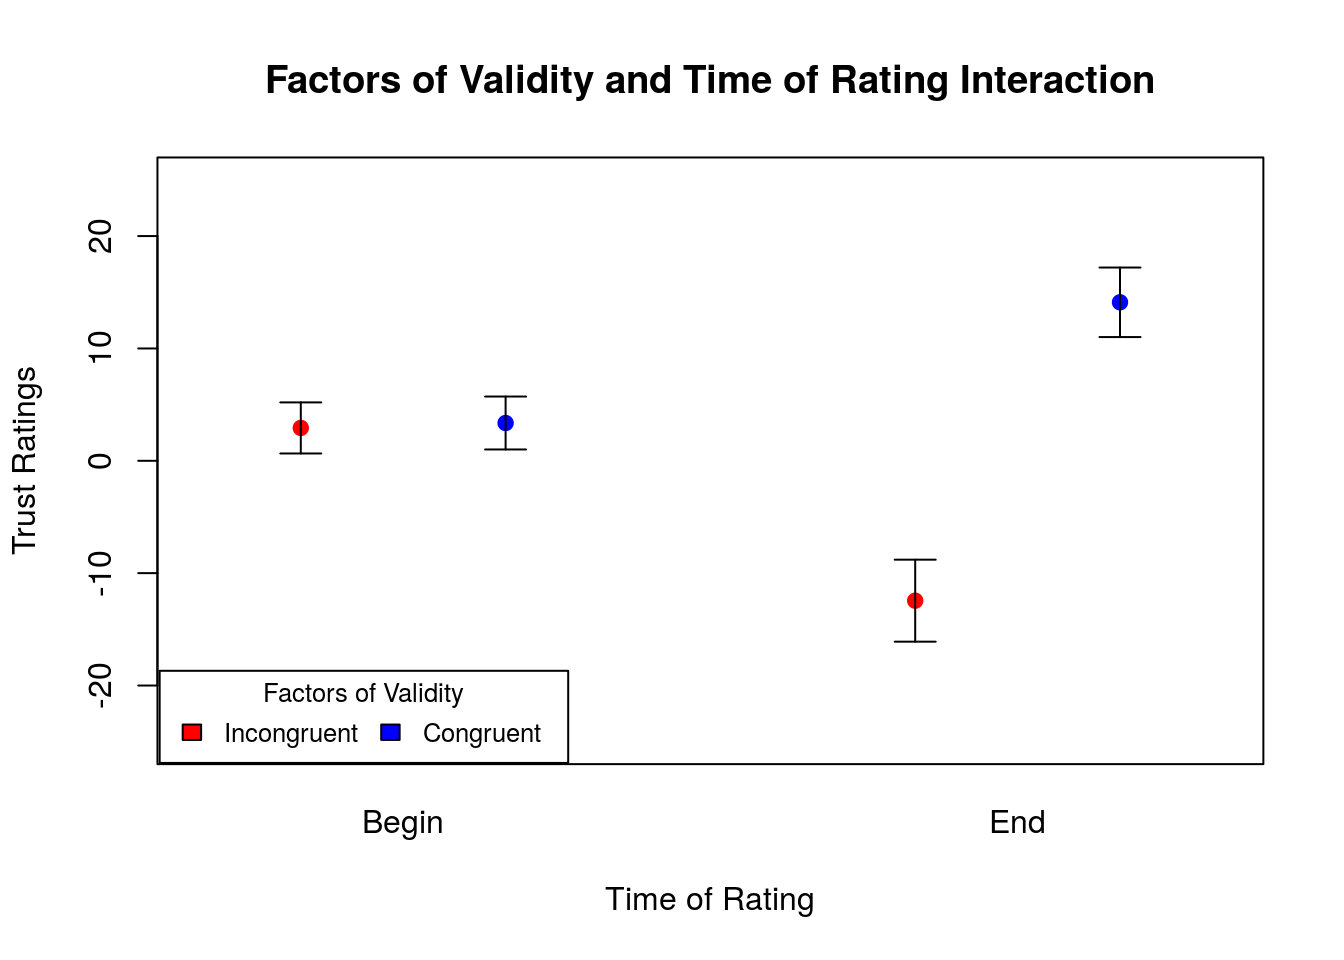 Factors of Validity and Time of Rating Interaction
Trust Ratings
20
10
0
-10
-20
Factors of Validity
Incongruent Congruent
Begin End
Time of Rating